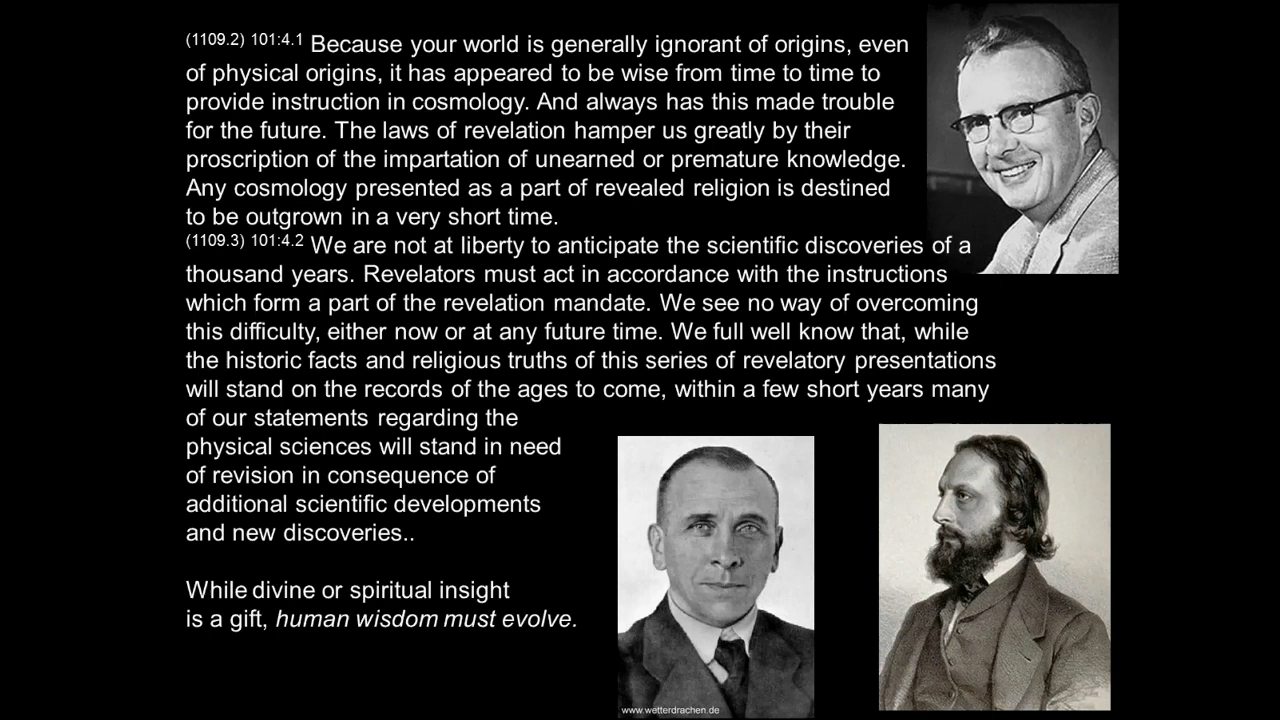 (1109.2) 101:4.1 Because your world is generally ignorant of origins, even
of physical origins, it has appeared to be wise from time to time to
provide instruction in cosmology. And always has this made trouble
for the future. The laws of revelation hamper us greatly by their
proscription of the impartation of unearned or premature knowledge.
Any cosmology presented as a part of revealed religion is destined
to be outgrown in a very short time.
(1109.3) 101:4.2 We are not at liberty to anticipate the scientific discoveries of a
thousand years. Revelators must act in accordance with the instructions
which form a part of the revelation mandate. We see no way of overcoming
this difficulty, either now or at any future time. We full well know that, while
the historic facts and religious truths of this series of revelatory presentations
will stand on the records of the ages to come, within a few short years many
of our statements regarding the
physical sciences will stand in need
of revision in consequence of
additional scientific developments
and new discoveries..
While divine or spiritual insight
is a gift, human wisdom must evolve.
www.wetterdrachen.de